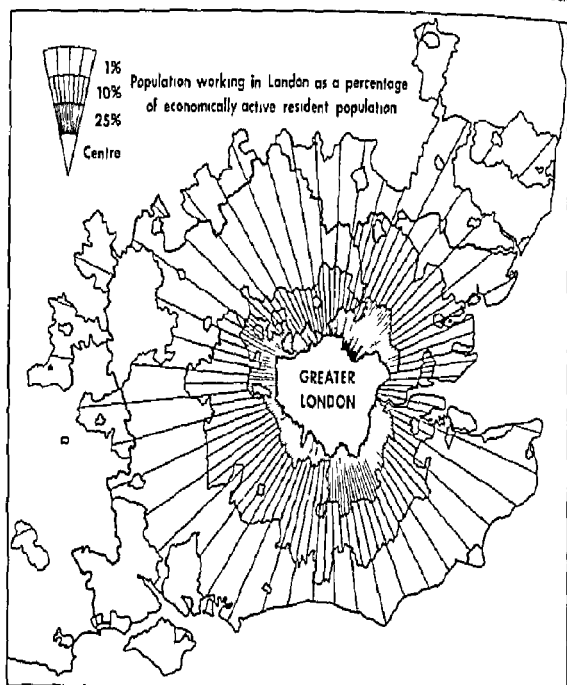 1%
10%
25%
Centre
Population working in London as a percentage
of economically active resident population
GREATER
LONDON